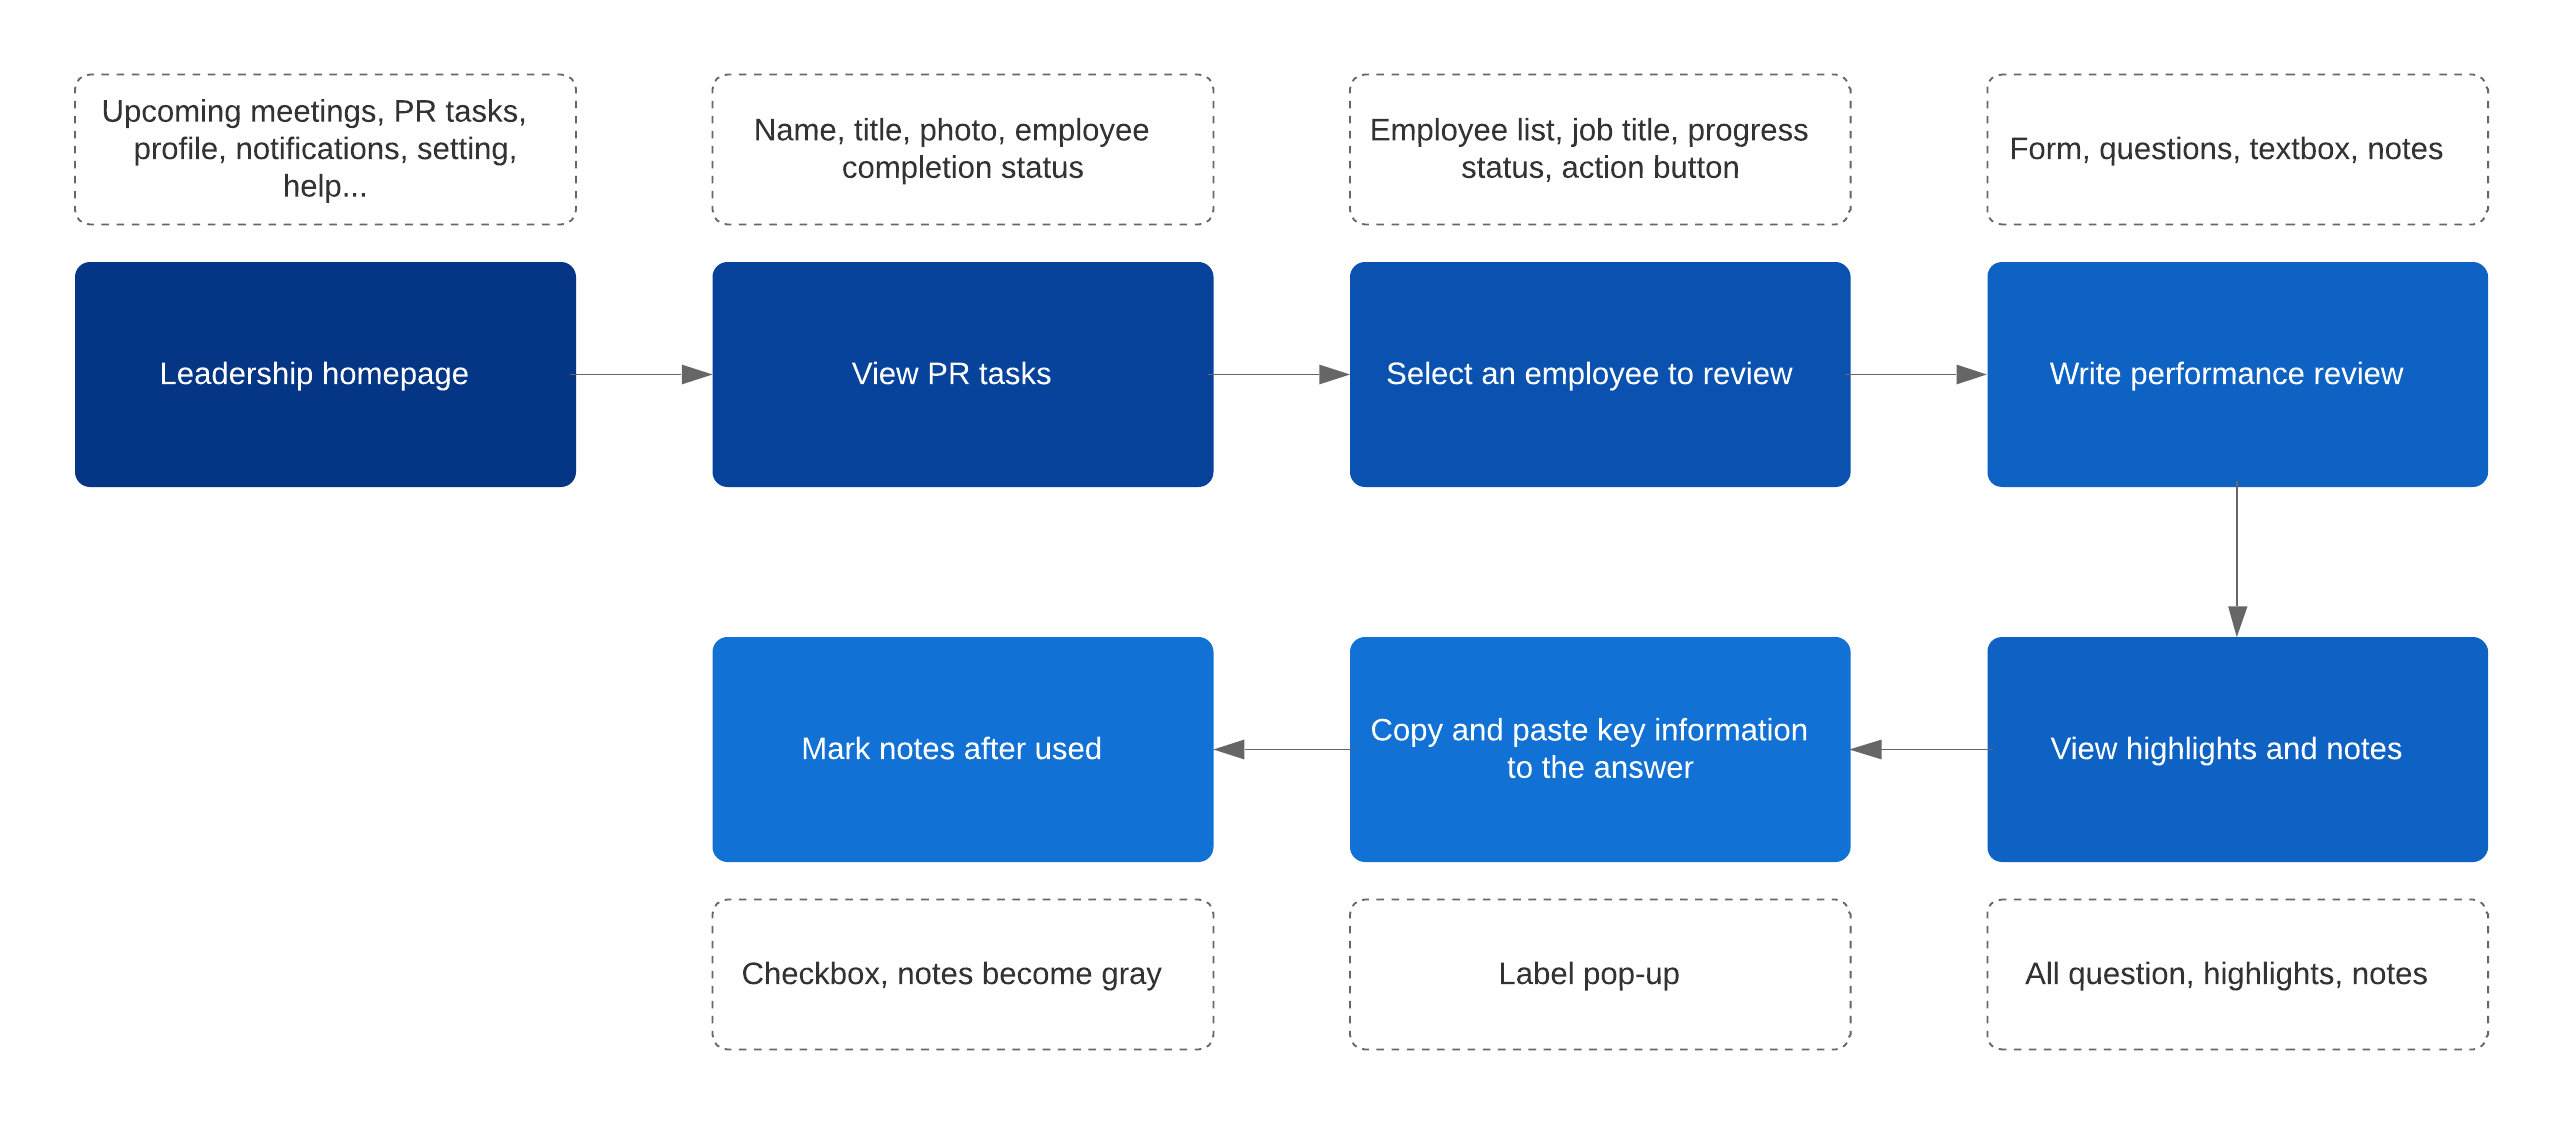 Upcoming meetings, PR tasks,
profile, notifications, setting,
help...
Name, title, photo, employee
completion status
Employee list, job title, progress
status, action button
Form, questions, textbox, notes
Leadership homepage
View PR tasks
Select an employee to review
Write performance review
Mark notes after used
Copy and paste key information
to the answer
View highlights and notes
Checkbox, notes become gray
Label pop-up
All question, highlights, notes